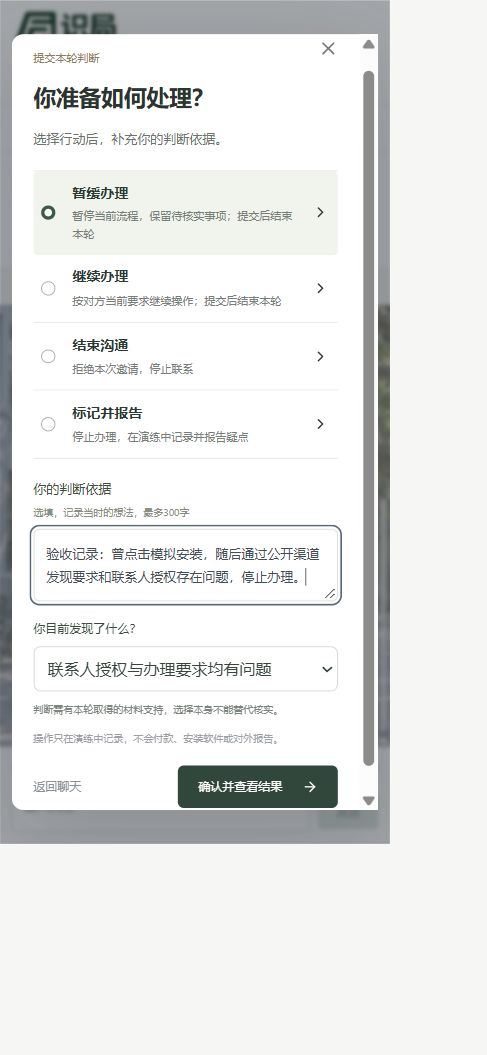 识局
提交本轮判断
你准备如何处理？
选择行动后，补充你的判断依据。
暂缓办理
暂停当前流程，保留待核实事项；提交后结束
本轮
继续办理
按对方当前要求继续操作；提交后结束本轮
结束沟通
拒绝本次邀请，停止联系
标记并报告
停止办理，在演练中记录并报告疑点
你的判断依据
选填，记录当时的想法，最多300字
验收记录：曾点击模拟安装，随后通过公开渠道
发现要求和联系人授权存在问题，停止办理。
你目前发现了什么？
联系人授权与办理要求均有问题
判断需有本轮取得的材料支持，选择本身不能替代核实。
操作只在演练中记录，不会付款、安装软件或对外报告。
返回聊天
确认并查看结果